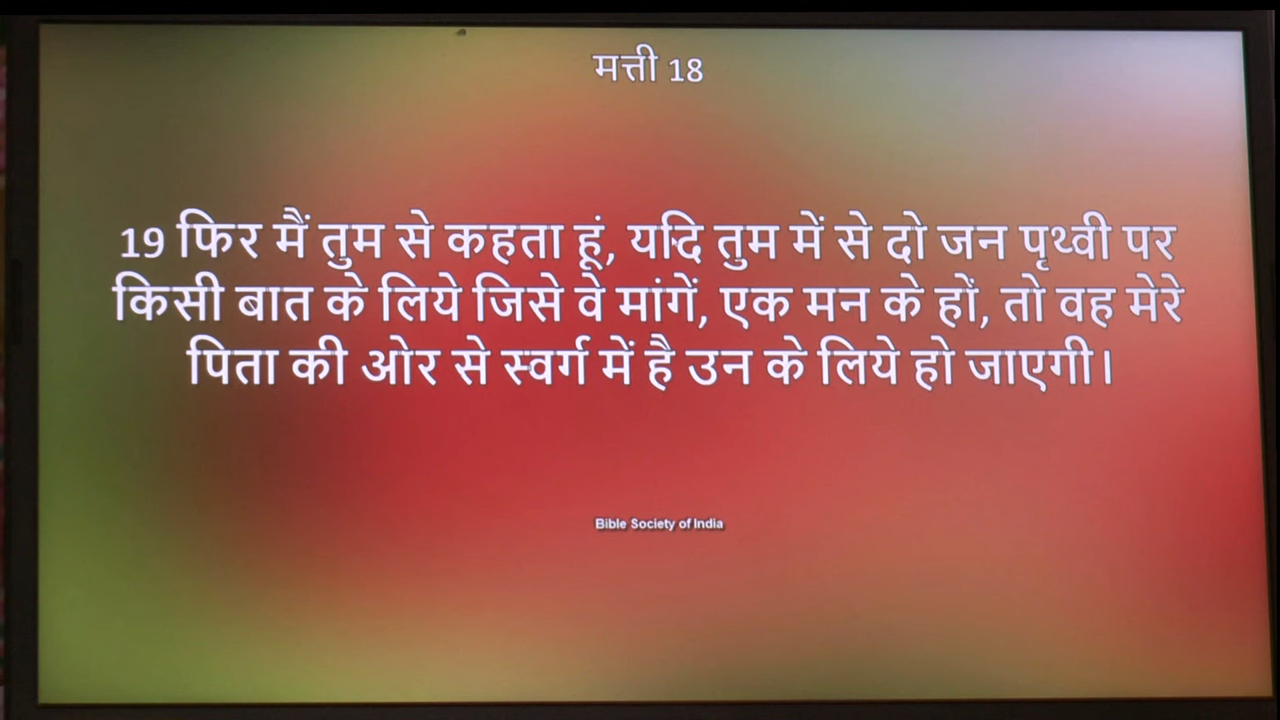 मत्ती 18
19 फिर मैं तुम से कहता हूं, यदि तुम में से दो जन पृथ्वी पर
किसी बात के लिये जिसे वे मांगें, एक मन के हों, तो वह मेरे
पिता की ओर से स्वर्ग में है उन के लिये हो जाएगी।
Bible Society of India